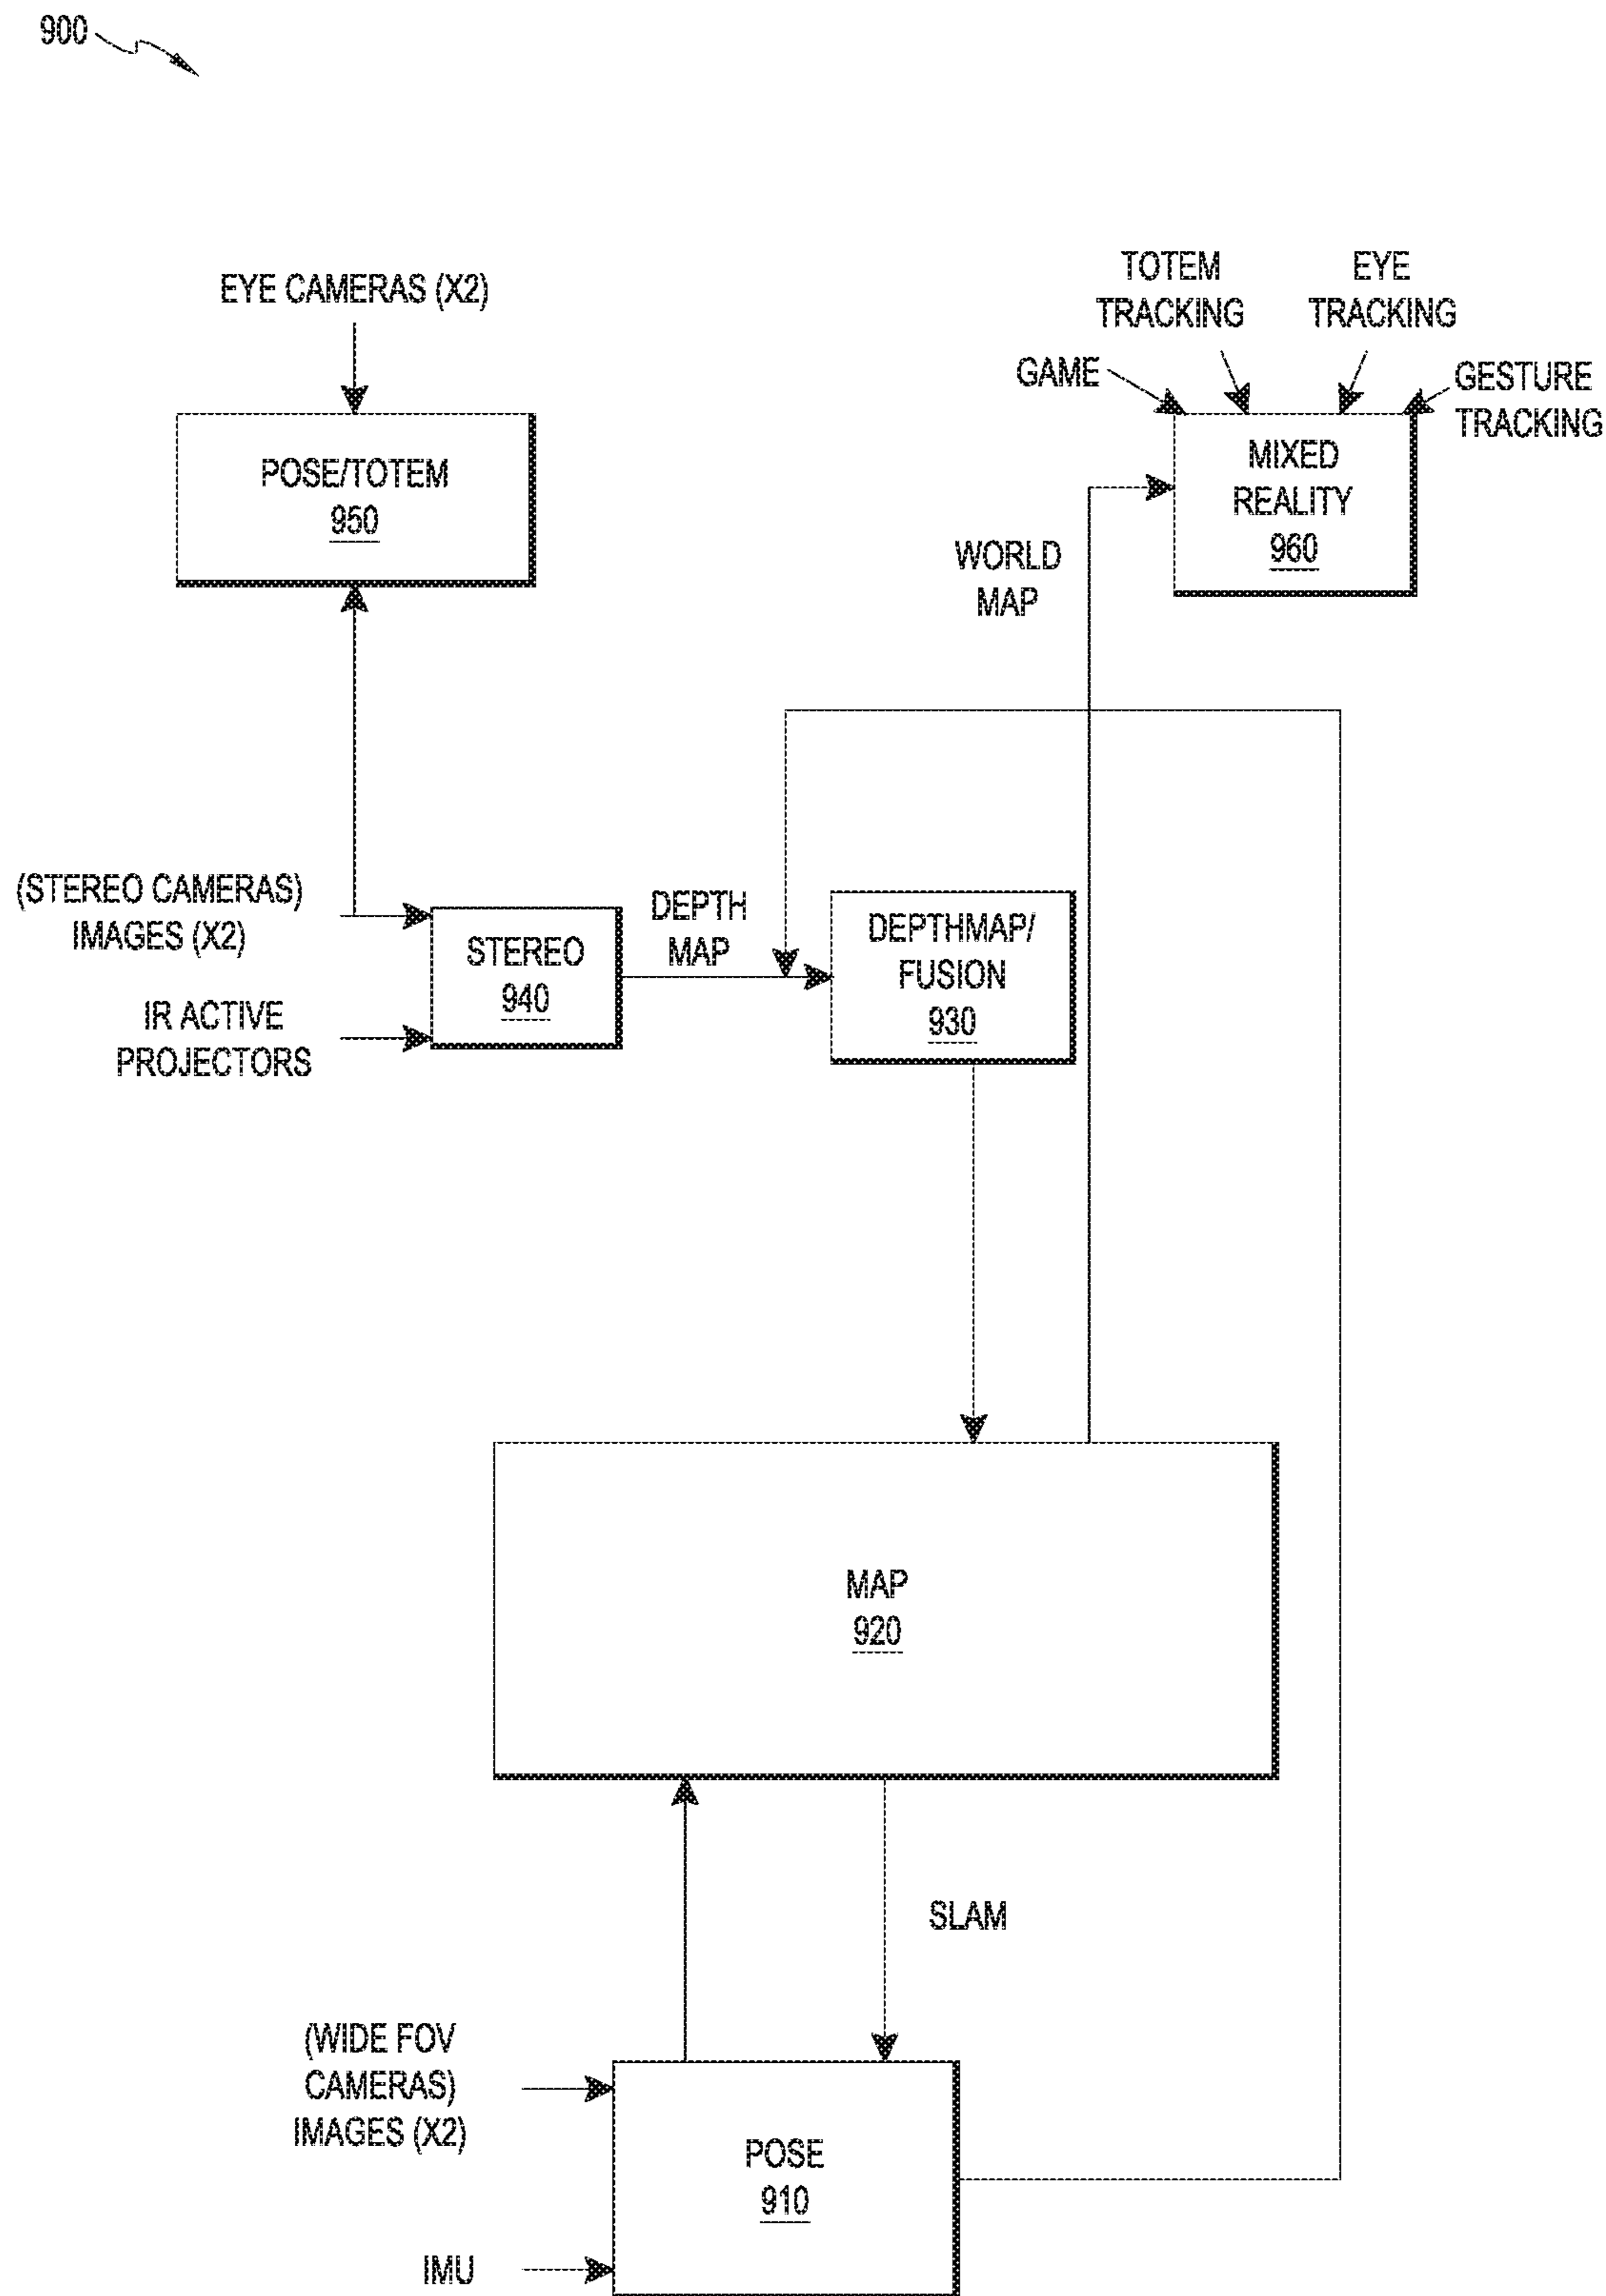 900
EYE CAMERAS (X2)
POSE/TOTEM
950
TOTEM
TRACKING
EYE
TRACKING
GAME
GESTURE
TRACKING
MIXED
REALITY
960
WORLD
MAP
(STEREO CAMERAS)
IMAGES (X2)
IR ACTIVE
PROJECTORS
STEREO
940
DEPTH
MAP
DEPTHMAP/
FUSION
930
MAP
920
SLAM
(WIDE FOV
CAMERAS)
IMAGES (X2)
IMU
POSE
910